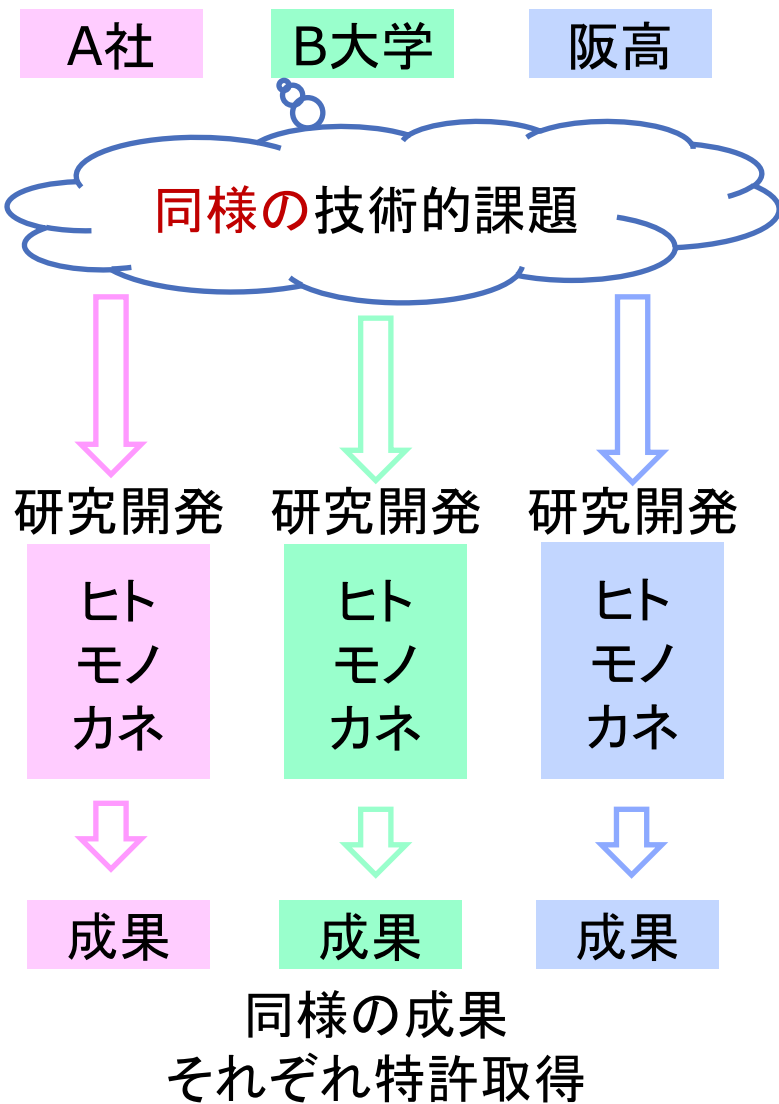 A社
B大学
阪高
同様の技術的課題
研究開発
研究開発
研究開発
ヒト
モノ
カネ
ヒト
モノ
カネ
ヒト
モノ
カネ
成果
成果
成果
同様の成果
それぞれ特許取得